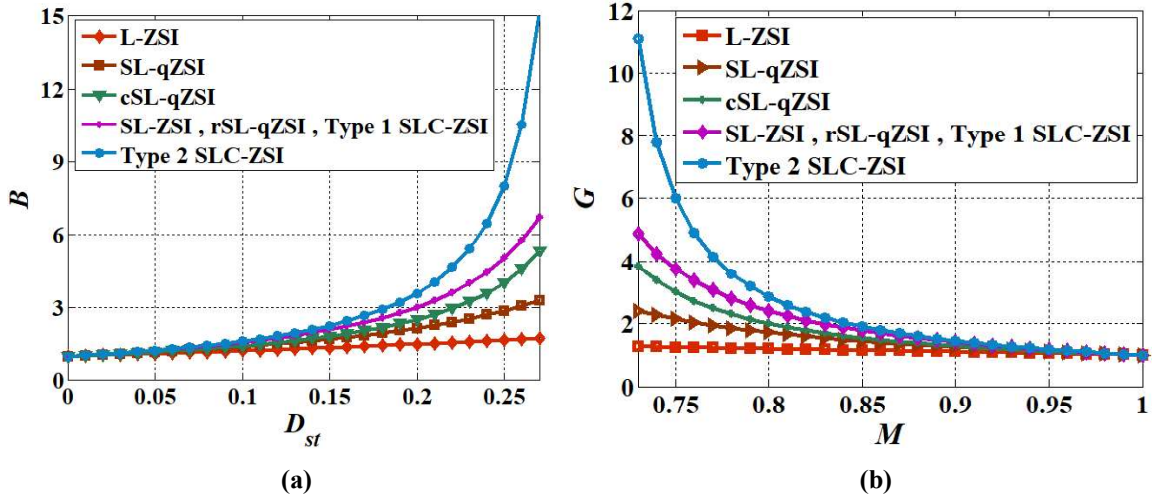 15
12
9
6
3
0
B
L-ZSI
SL-qZSI
cSL-qZSI
SL-ZSI , rSL-qZSI , Type 1 SLC-ZSI
Type 2 SLC-ZSI
0 0.05 0.1 0.15 0.2 0.25
D_st
(a)
12
10
8
6
4
2
0
G
L-ZSI
SL-qZSI
cSL-qZSI
SL-ZSI , rSL-qZSI , Type 1 SLC-ZSI
Type 2 SLC-ZSI
0.75 0.8 0.85 0.9 0.95 1
M
(b)